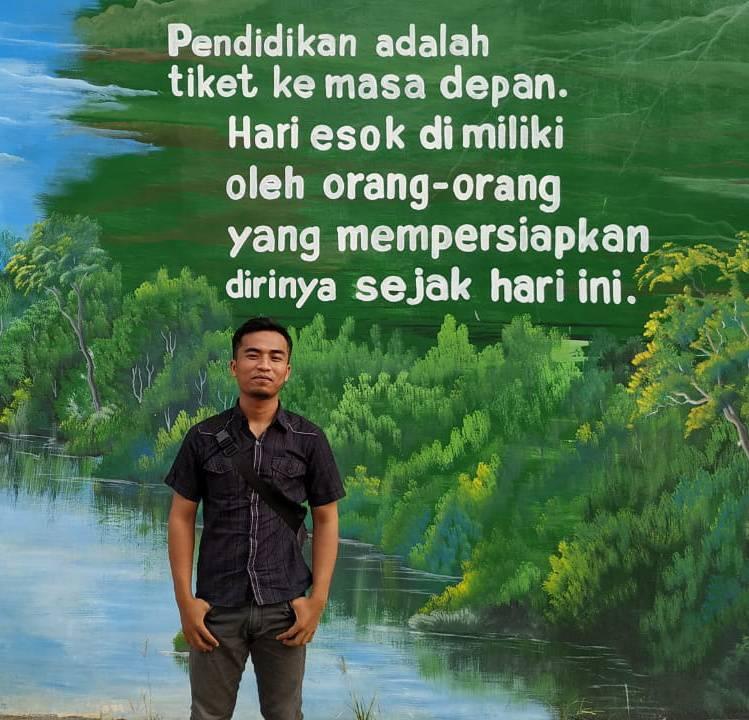 Pendidikan adalah
tiket ke masa depan.
Hari esok di miliki
oleh orang-orang
yang mempersiapkan
dirinya sejak hari ini.